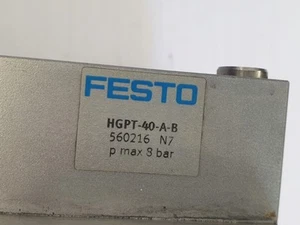 FESTO
HGPT-40-A-B
560216 N7
p max 8 bar